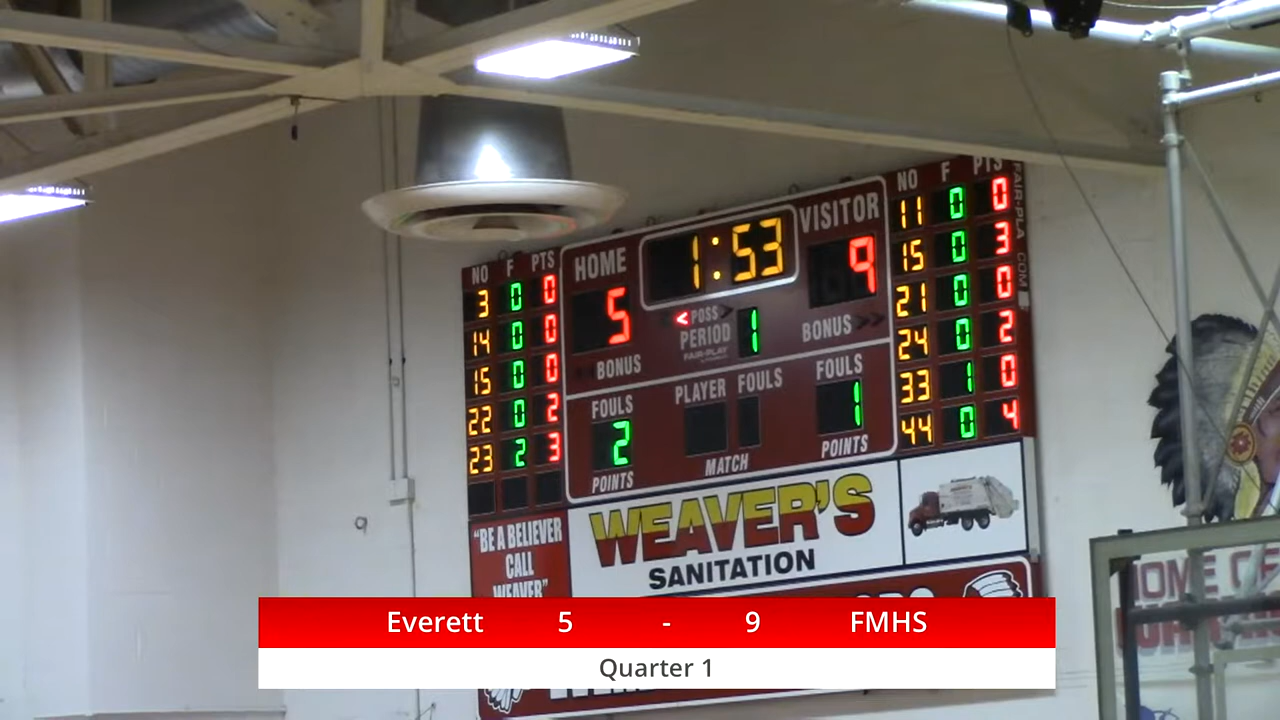 NO F PTS
3 0 0
14 0 0
15 0 0
22 0 2
23 2 3
HOME
5
BONUS
1:53
< POSS >
PERIOD 1
FAIR-PLAY
VISITOR
9
BONUS >>
FOULS
2
POINTS
PLAYER FOULS
MATCH
FOULS
1
POINTS
NO F PTS
11 0 0
15 0 3
21 0 0
24 0 2
33 1 0
44 0 4
"BE A BELIEVER
CALL
WEAVER"
WEAVER'S
SANITATION
HOME OF
Everett 5 - 9 FMHS
Quarter 1